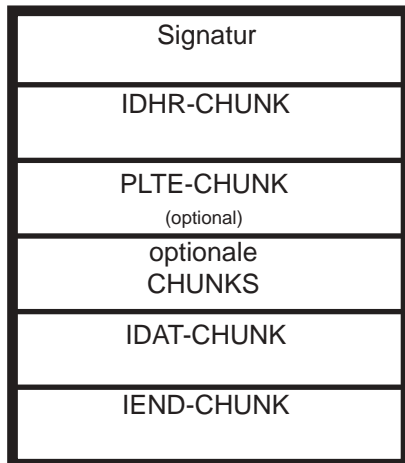 Signatur
IDHR-CHUNK
PLTE-CHUNK
(optional)
optionale
CHUNKS
IDAT-CHUNK
IEND-CHUNK